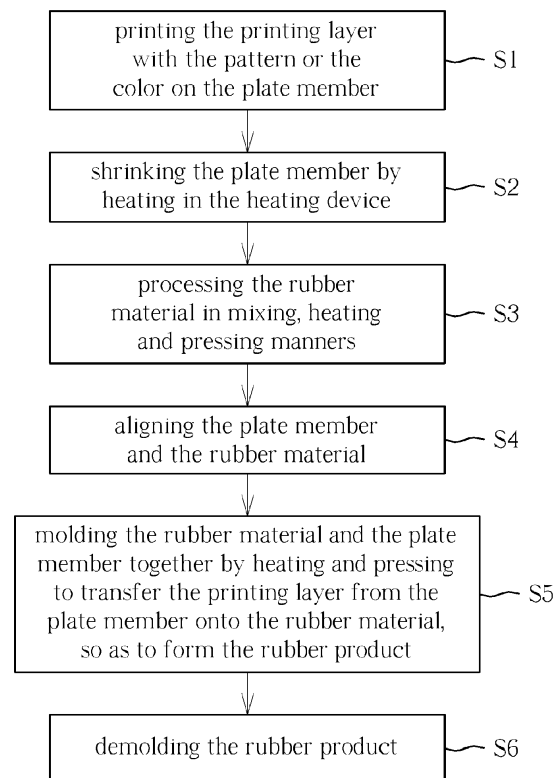 printing the printing layer
with the pattern or the
color on the plate member
S1
shrinking the plate member by
heating in the heating device
S2
processing the rubber
material in mixing, heating
and pressing manners
S3
aligning the plate member
and the rubber material
S4
molding the rubber material and the plate
member together by heating and pressing
to transfer the printing layer from the
plate member onto the rubber material,
so as to form the rubber product
S5
demolding the rubber product
S6